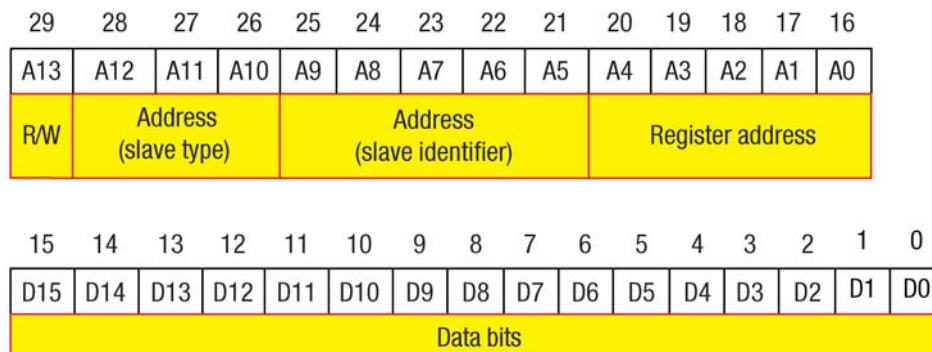 29 28 27 26 25 24 23 22 21 20 19 18 17 16
A13 A12 A11 A10 A9 A8 A7 A6 A5 A4 A3 A2 A1 A0
R/W Address (slave type) Address (slave identifier) Register address
15 14 13 12 11 10 9 8 7 6 5 4 3 2 1 0
D15 D14 D13 D12 D11 D10 D9 D8 D7 D6 D5 D4 D3 D2 D1 D0
Data bits